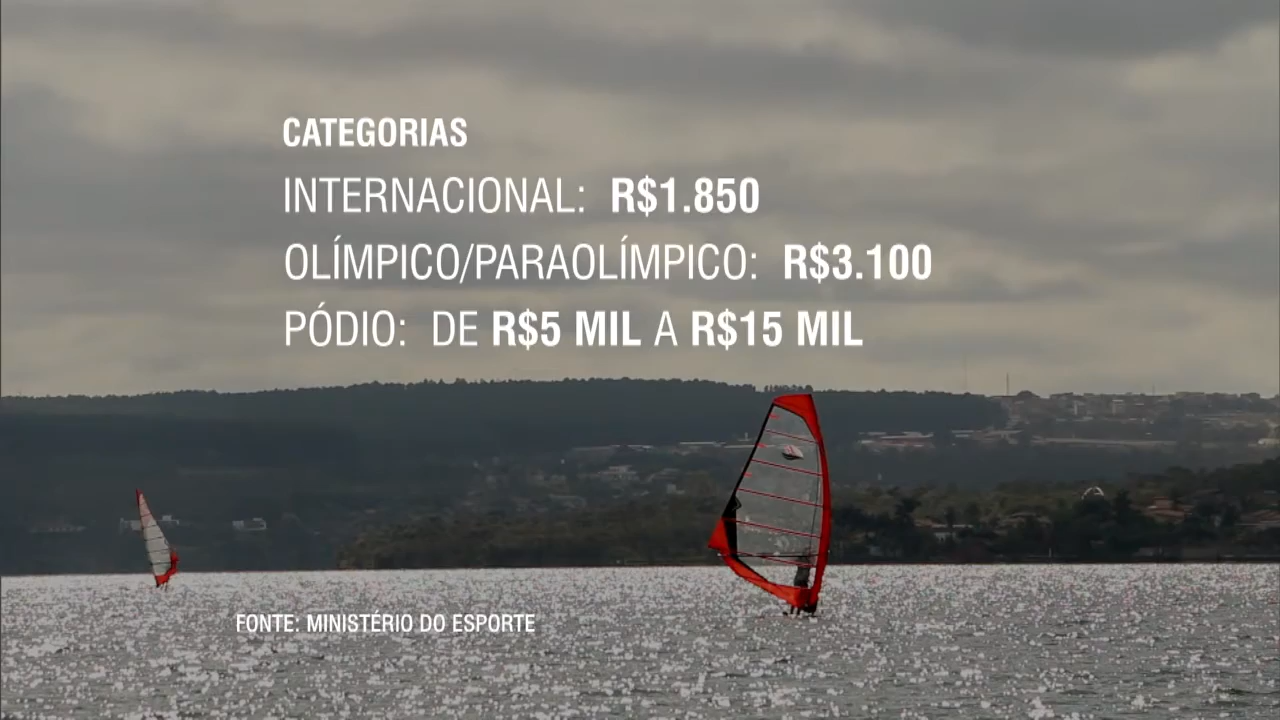 CATEGORIAS
INTERNACIONAL: R$1.850
OLÍMPICO/PARAOLÍMPICO: R$3.100
PÓDIO: DE R$5 MIL A R$15 MIL
FONTE: MINISTÉRIO DO ESPORTE